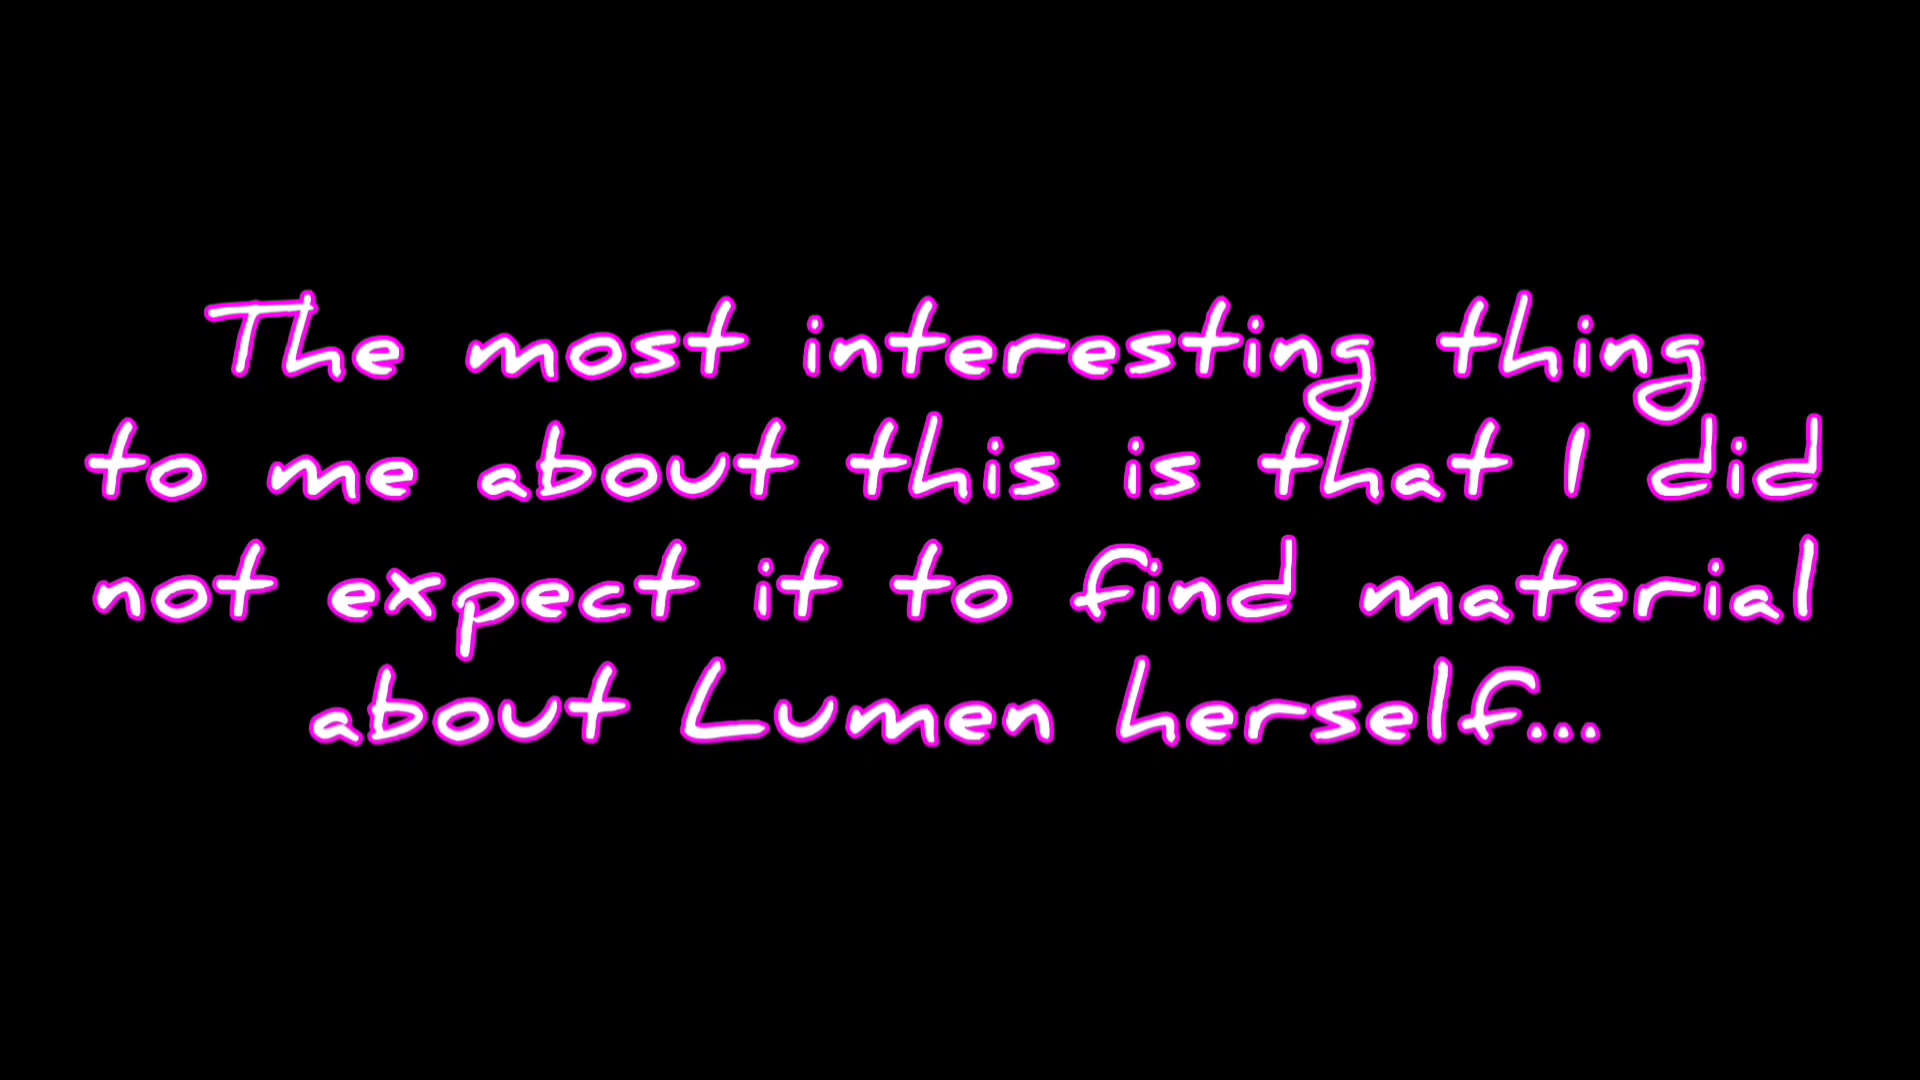 The most interesting thing
to me about this is that I did
not expect it to find material
about Lumen herself...